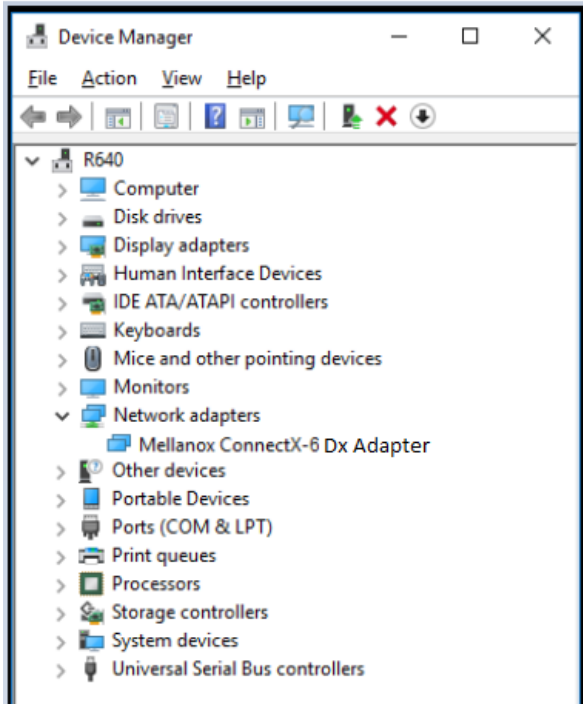 Device Manager
File Action View Help
R640
Computer
Disk drives
Display adapters
Human Interface Devices
IDE ATA/ATAPI controllers
Keyboards
Mice and other pointing devices
Monitors
Network adapters
Mellanox ConnectX-6 Dx Adapter
Other devices
Portable Devices
Ports (COM & LPT)
Print queues
Processors
Storage controllers
System devices
Universal Serial Bus controllers